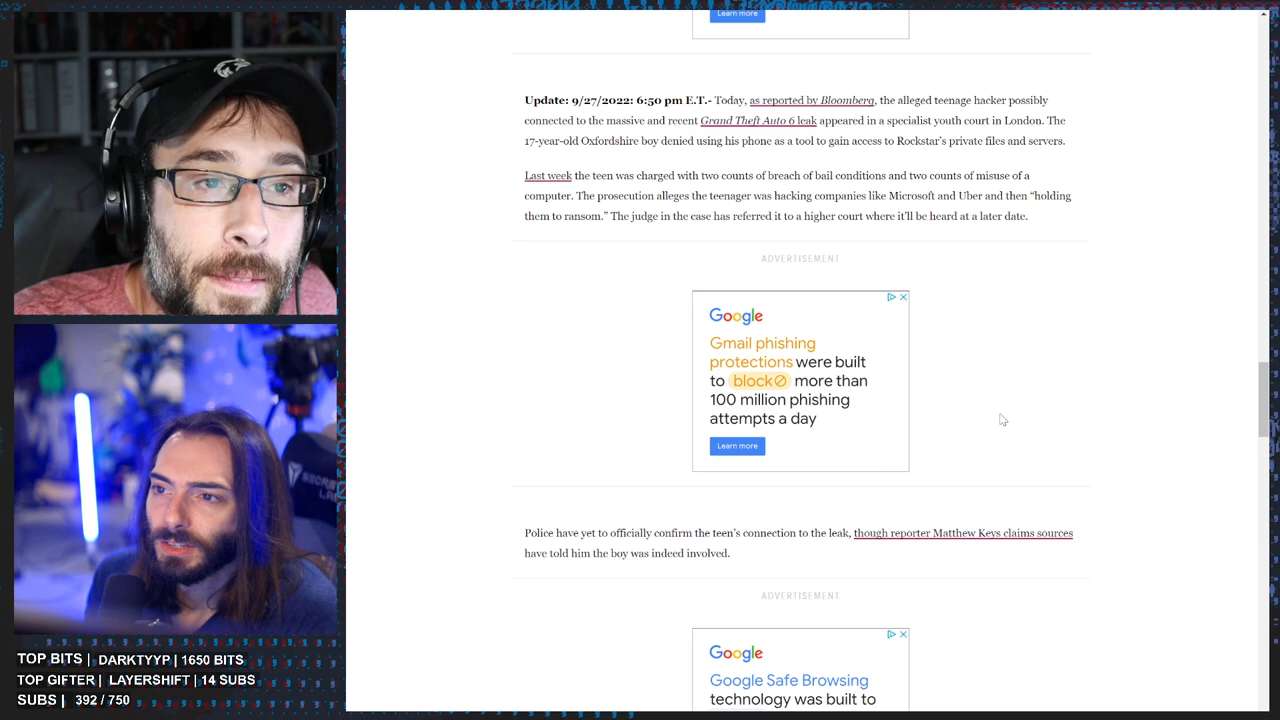 Learn more
Update: 9/27/2022: 6:50 pm E.T.- Today, as reported by Bloomberg, the alleged teenage hacker possibly
connected to the massive and recent Grand Theft Auto 6 leak appeared in a specialist youth court in London. The
17-year-old Oxfordshire boy denied using his phone as a tool to gain access to Rockstar's private files and servers.
Last week the teen was charged with two counts of breach of bail conditions and two counts of misuse of a
computer. The prosecution alleges the teenager was hacking companies like Microsoft and Uber and then “holding
them to ransom.” The judge in the case has referred it to a higher court where it'll be heard at a later date.
ADVERTISEMENT
Google
Gmail phishing
protections were built
to block more than
100 million phishing
attempts a day
Learn more
Police have yet to officially confirm the teen's connection to the leak, though reporter Matthew Keys claims sources
have told him the boy was indeed involved.
ADVERTISEMENT
Google
Google Safe Browsing
technology was built to
TOP BITS | DARKTYYP | 1650 BITS
TOP GIFTER | LAYERSHIFT | 14 SUBS
SUBS | 392 / 750